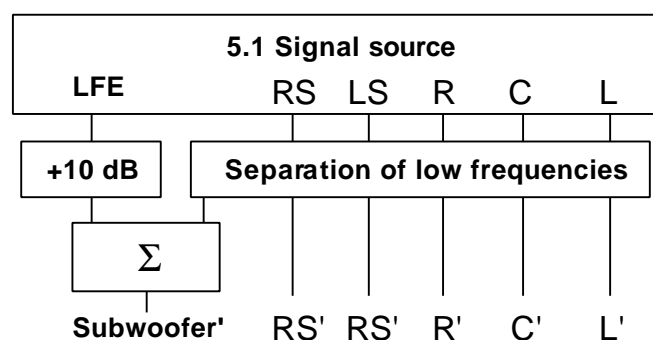 5.1 Signal source
LFE RS LS R C L
+10 dB Separation of low frequencies
Σ
Subwoofer' RS' RS' R' C' L'